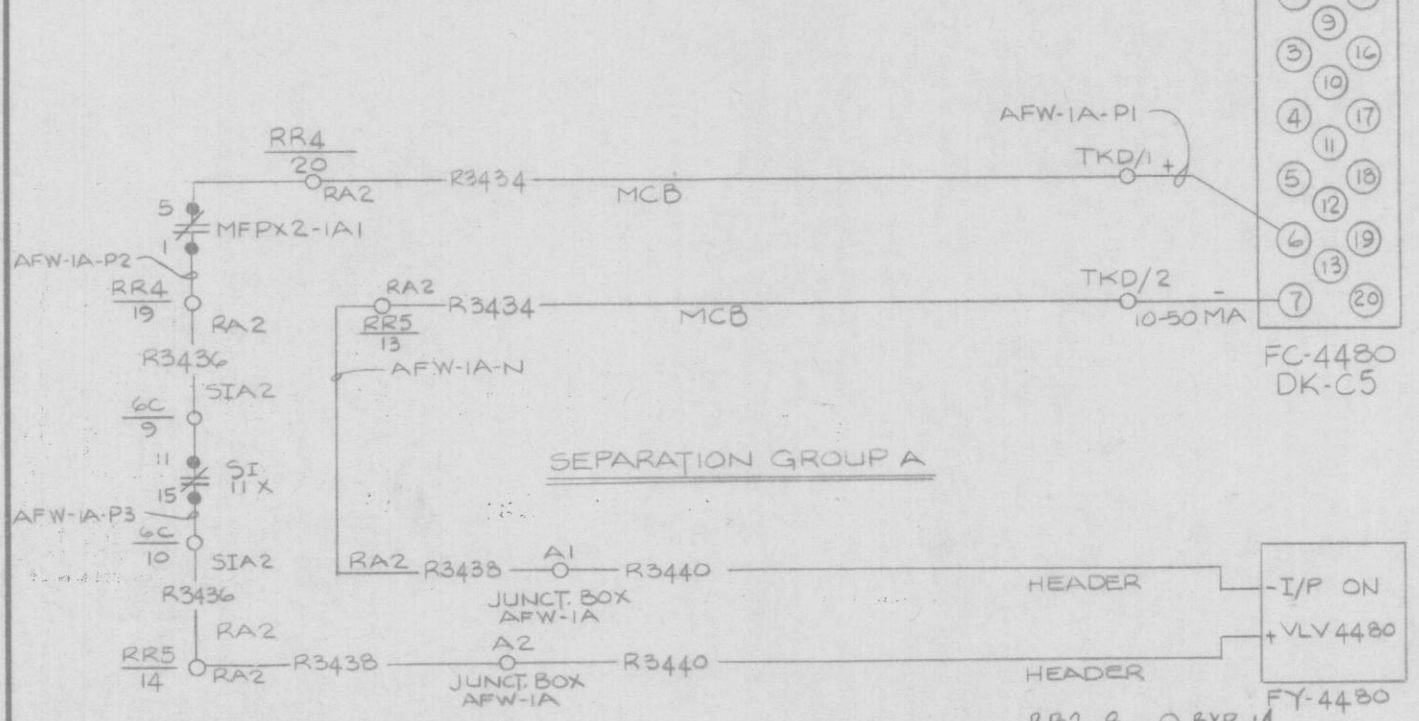 9
3 16
10
4 17
11
5 18
12
6 19
13
7 20
FC-4480
DK-C5
AFW-1A-P1
TKD/1 +
RR4
20
RA2
R3434
MCB
5
MFPX2-1A1
1
AFW-1A-P2
RR4
19
RA2
R3436
SIA2
6C
9
11
SI
11X
15
AFW-1A-P3
6C
10
SIA2
R3436
RA2
RR5
14
RA2
R3438
A2
JUNCT. BOX
AFW-1A
R3440
HEADER
RA2
RR5
13
R3434
MCB
TKD/2
-
10-50 MA
AFW-1A-N
SEPARATION GROUP A
RA2
R3438
A1
JUNCT. BOX
AFW-1A
R3440
HEADER
- I/P ON
+ VLV 4480
FY-4480